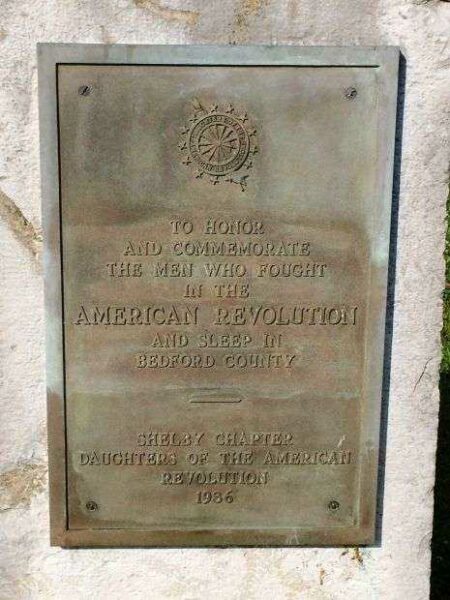 TO HONOR
AND COMMEMORATE
THE MEN WHO FOUGHT
IN THE
AMERICAN REVOLUTION
AND SLEEP IN
BEDFORD COUNTY
SHELBY CHAPTER
DAUGHTERS OF THE AMERICAN
REVOLUTION
1936